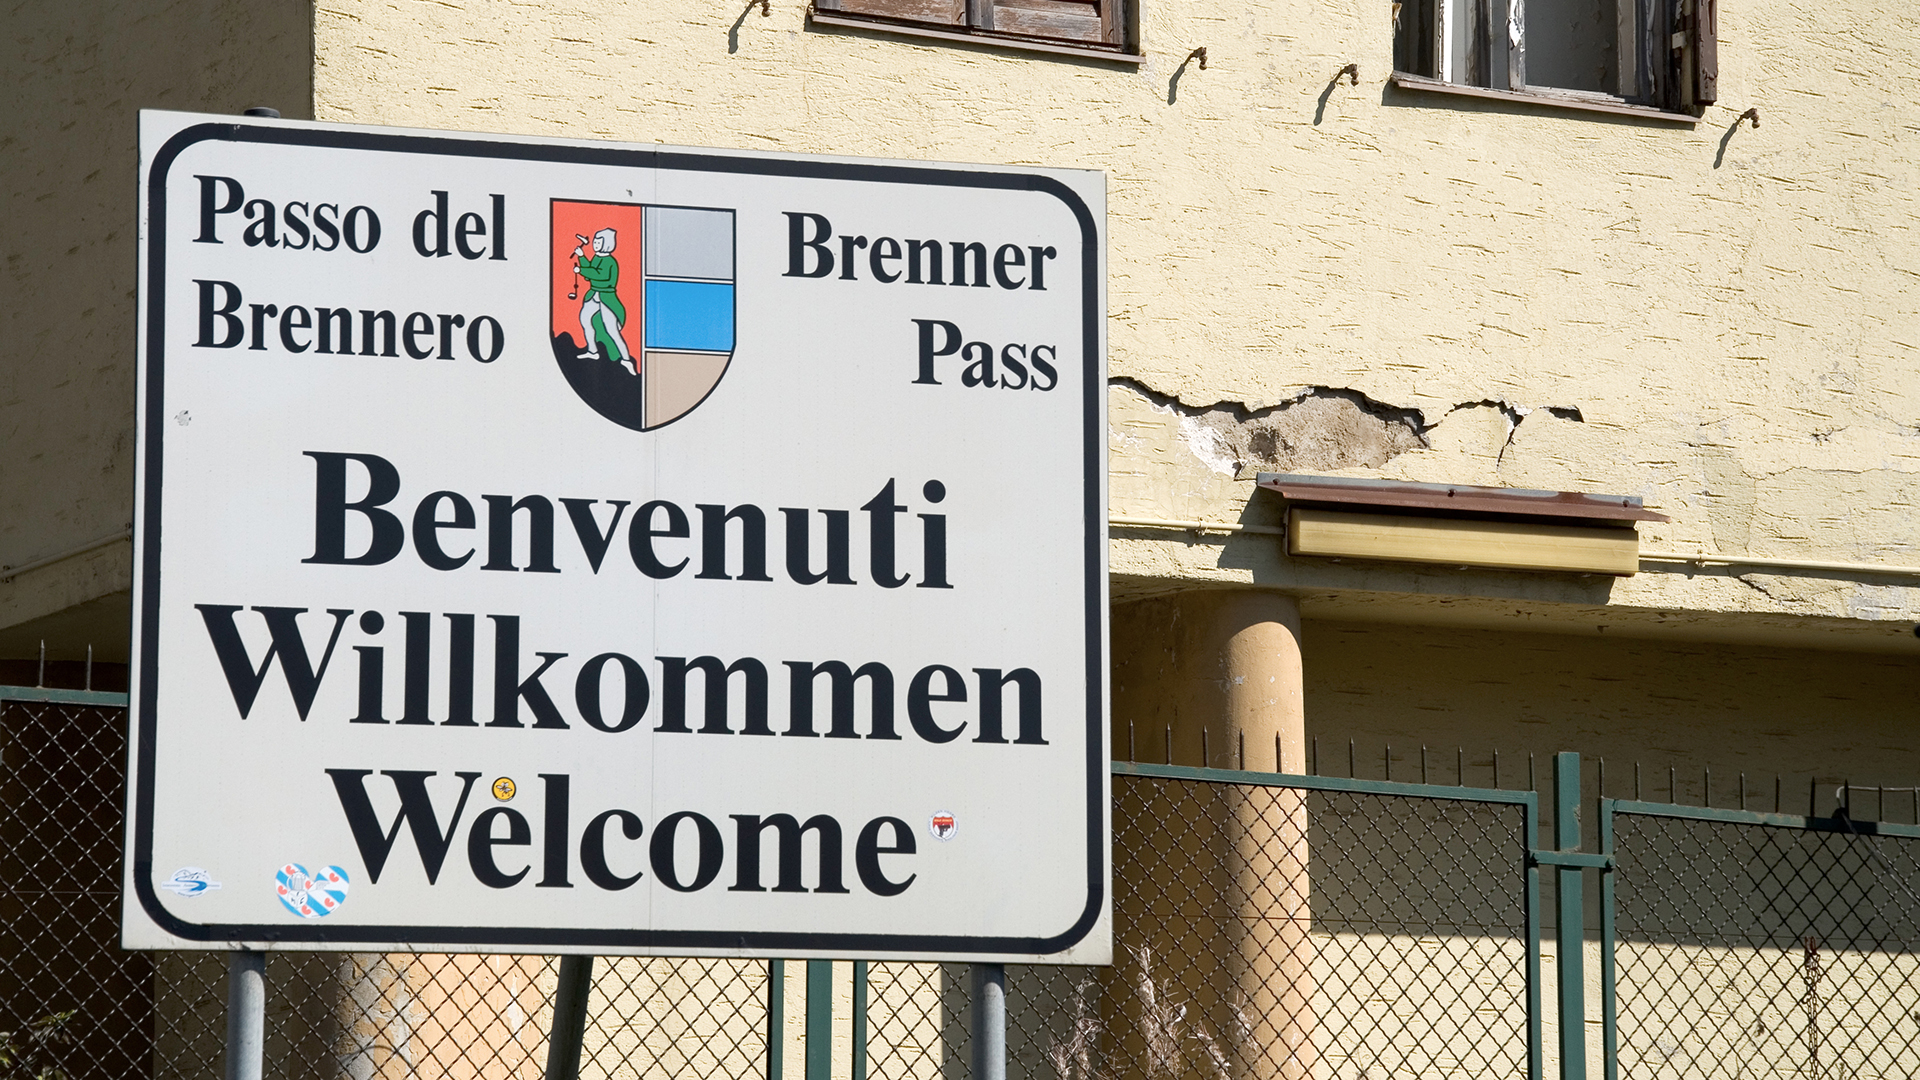 Passo del
Brennero
Brenner
Pass
Benvenuti
Willkommen
Welcome